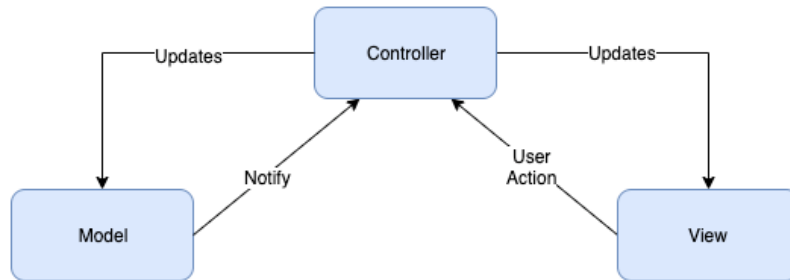 Controller
Updates
Updates
Notify
User
Action
Model
View